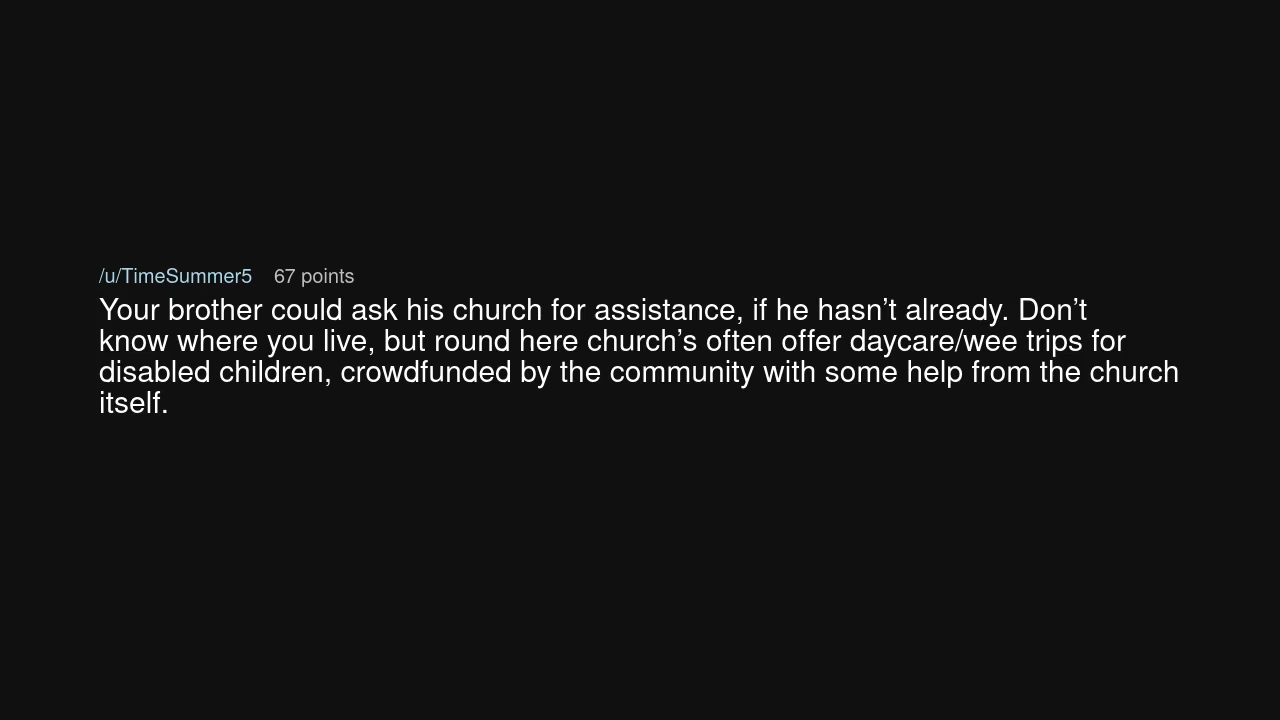 /u/TimeSummer5 67 points
Your brother could ask his church for assistance, if he hasn’t already. Don’t
know where you live, but round here church’s often offer daycare/wee trips for
disabled children, crowdfunded by the community with some help from the church
itself.